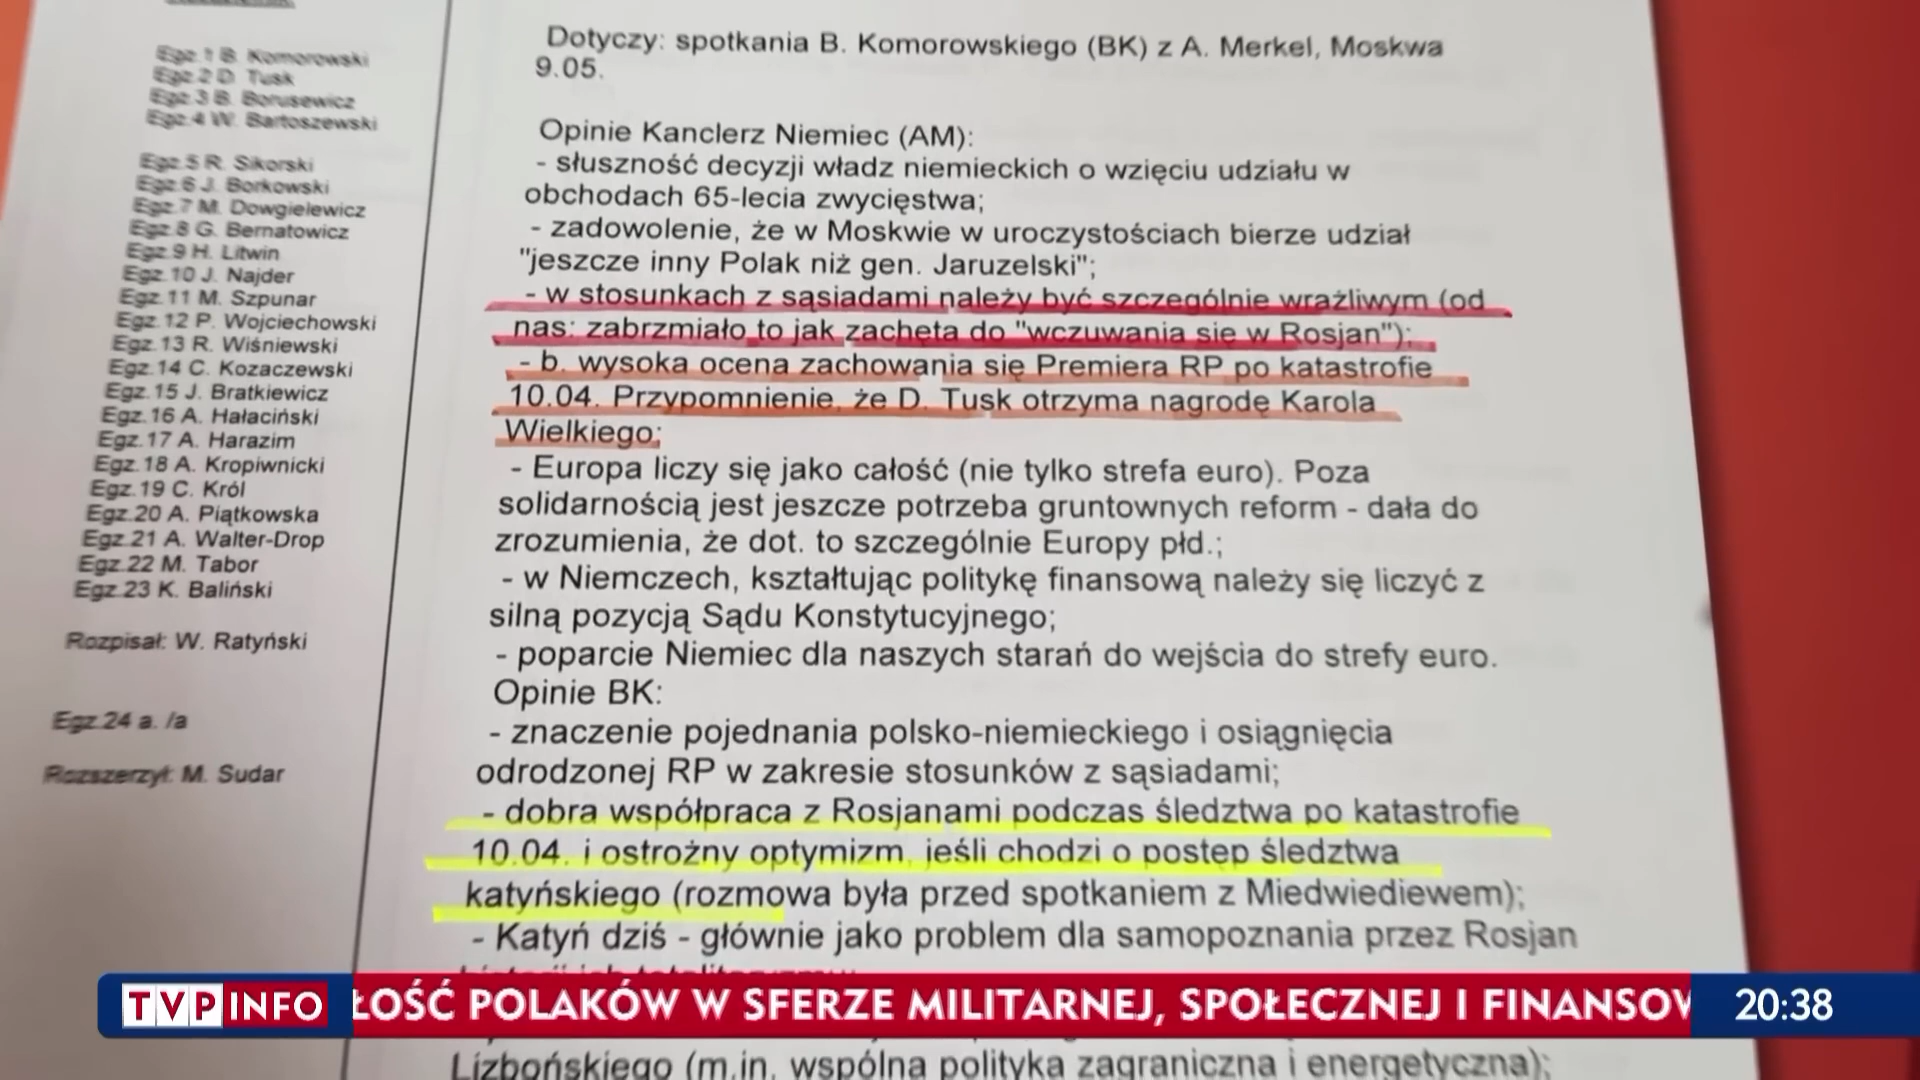 Egz.1 B. Komorowski
Egz.2 D. Tusk
Egz.3 B. Borusewicz
Egz.4 W. Bartoszewski
Egz.5 R. Sikorski
Egz.6 J. Borkowski
Egz.7 M. Dowgielewicz
Egz.8 G. Bernatowicz
Egz.9 H. Litwin
Egz.10 J. Najder
Egz.11 M. Szpunar
Egz.12 P. Wojciechowski
Egz.13 R. Wiśniewski
Egz.14 C. Kozaczewski
Egz.15 J. Bratkiewicz
Egz.16 A. Hałaciński
Egz.17 A. Harazim
Egz.18 A. Kropiwnicki
Egz.19 C. Król
Egz.20 A. Piątkowska
Egz.21 A. Walter-Drop
Egz.22 M. Tabor
Egz.23 K. Baliński
Rozpisał: W. Ratyński
Egz.24 a. /a
Rozszerzył: M. Sudar
Dotyczy: spotkania B. Komorowskiego (BK) z A. Merkel, Moskwa
9.05.
Opinie Kanclerz Niemiec (AM):
- słuszność decyzji władz niemieckich o wzięciu udziału w
obchodach 65-lecia zwycięstwa;
- zadowolenie, że w Moskwie w uroczystościach bierze udział
"jeszcze inny Polak niż gen. Jaruzelski";
- w stosunkach z sąsiadami należy być szczególnie wrażliwym (od
nas: zabrzmiało to jak zachęta do "wczuwania się w Rosjan");
- b. wysoka ocena zachowania się Premiera RP po katastrofie
10.04. Przypomnienie, że D. Tusk otrzyma nagrodę Karola
Wielkiego;
- Europa liczy się jako całość (nie tylko strefa euro). Poza
solidarnością jest jeszcze potrzeba gruntownych reform - dała do
zrozumienia, że dot. to szczególnie Europy płd.;
- w Niemczech, kształtując politykę finansową należy się liczyć z
silną pozycją Sądu Konstytucyjnego;
- poparcie Niemiec dla naszych starań do wejścia do strefy euro.
Opinie BK:
- znaczenie pojednania polsko-niemieckiego i osiągnięcia
odrodzonej RP w zakresie stosunków z sąsiadami;
- dobra współpraca z Rosjanami podczas śledztwa po katastrofie
10.04. i ostrożny optymizm, jeśli chodzi o postęp śledztwa
katyńskiego (rozmowa była przed spotkaniem z Miedwiediewem);
- Katyń dziś - głównie jako problem dla samopoznania przez Rosjan
Lizbońskiego (m.in. wspólna polityka zagraniczna i energetyczna);
TVP INFO
ŁOŚĆ POLAKÓW W SFERZE MILITARNEJ, SPOŁECZNEJ I FINANSOW
20:38